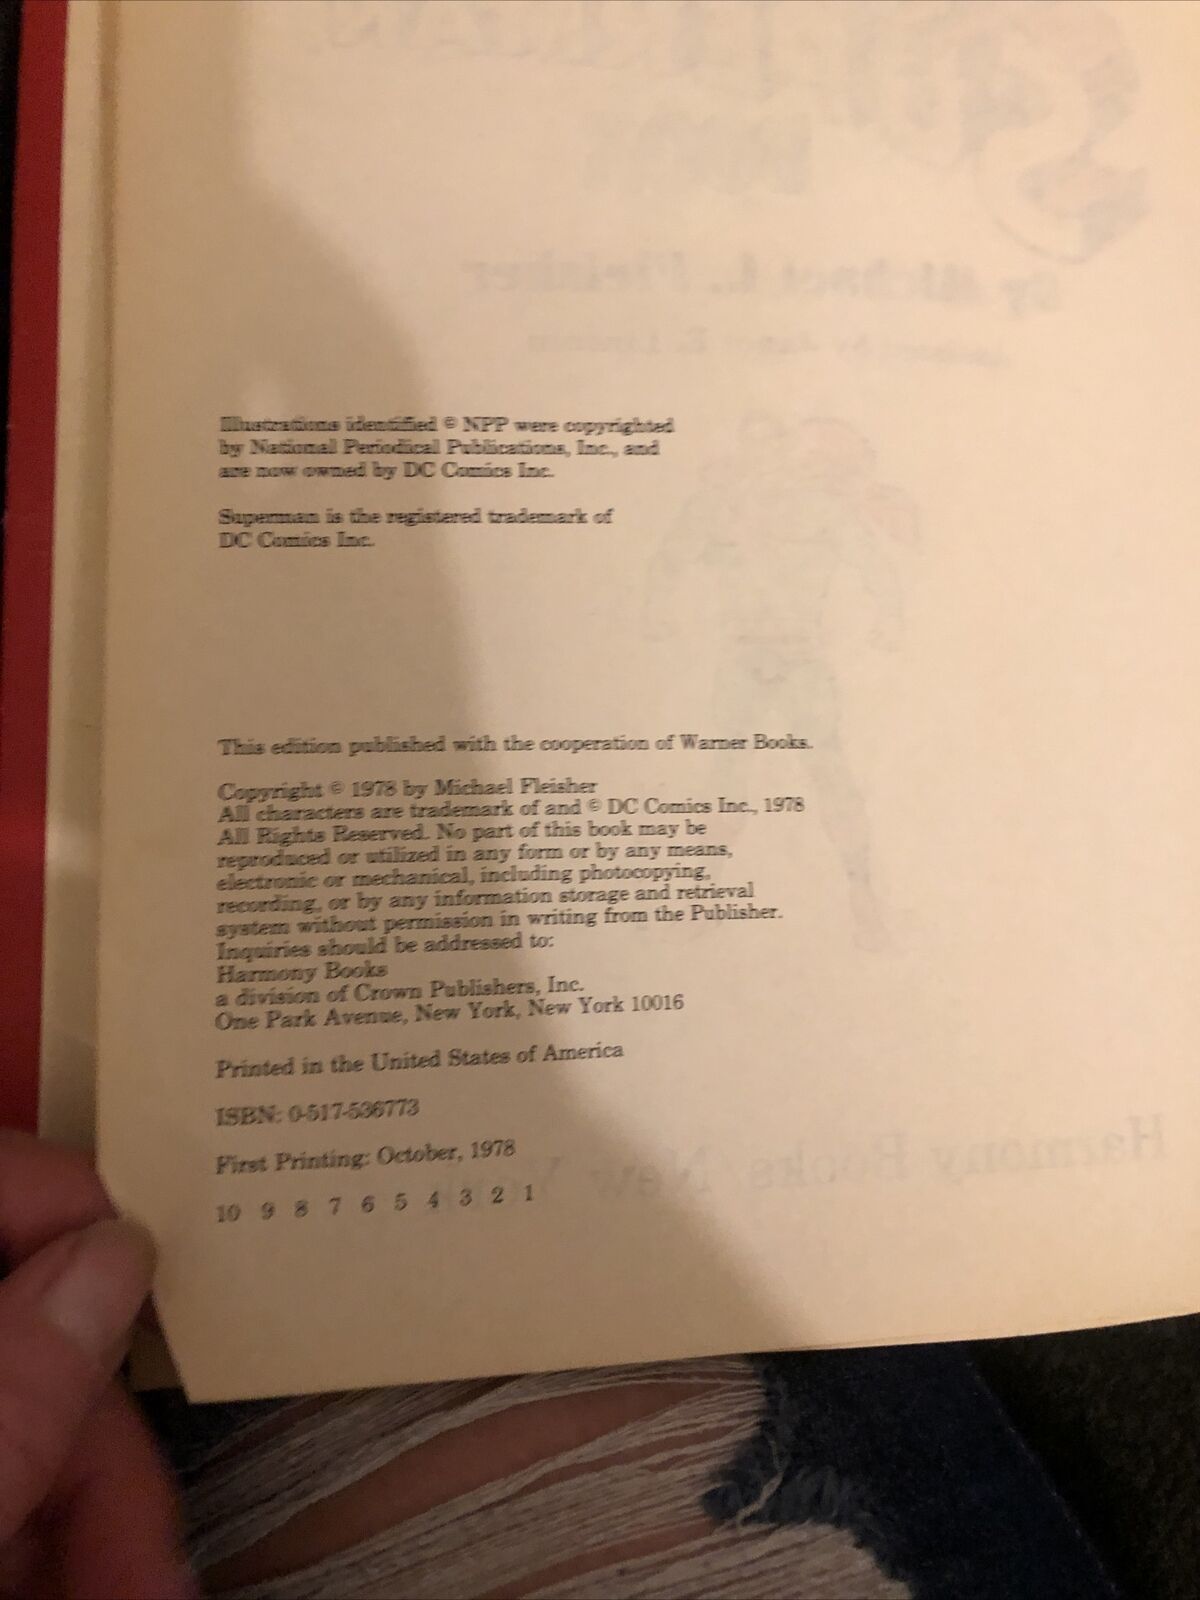 Illustrations identified © NPP were copyrighted
by National Periodical Publications, Inc., and
are now owned by DC Comics Inc.
Superman is the registered trademark of
DC Comics Inc.
This edition published with the cooperation of Warner Books.
Copyright © 1978 by Michael Fleisher
All characters are trademark of and © DC Comics Inc., 1978
All Rights Reserved. No part of this book may be
reproduced or utilized in any form or by any means,
electronic or mechanical, including photocopying,
recording, or by any information storage and retrieval
system without permission in writing from the Publisher.
Inquiries should be addressed to:
Harmony Books
a division of Crown Publishers, Inc.
One Park Avenue, New York, New York 10016
Printed in the United States of America
ISBN: 0-517-536773
First Printing: October, 1978
10 9 8 7 6 5 4 3 2 1